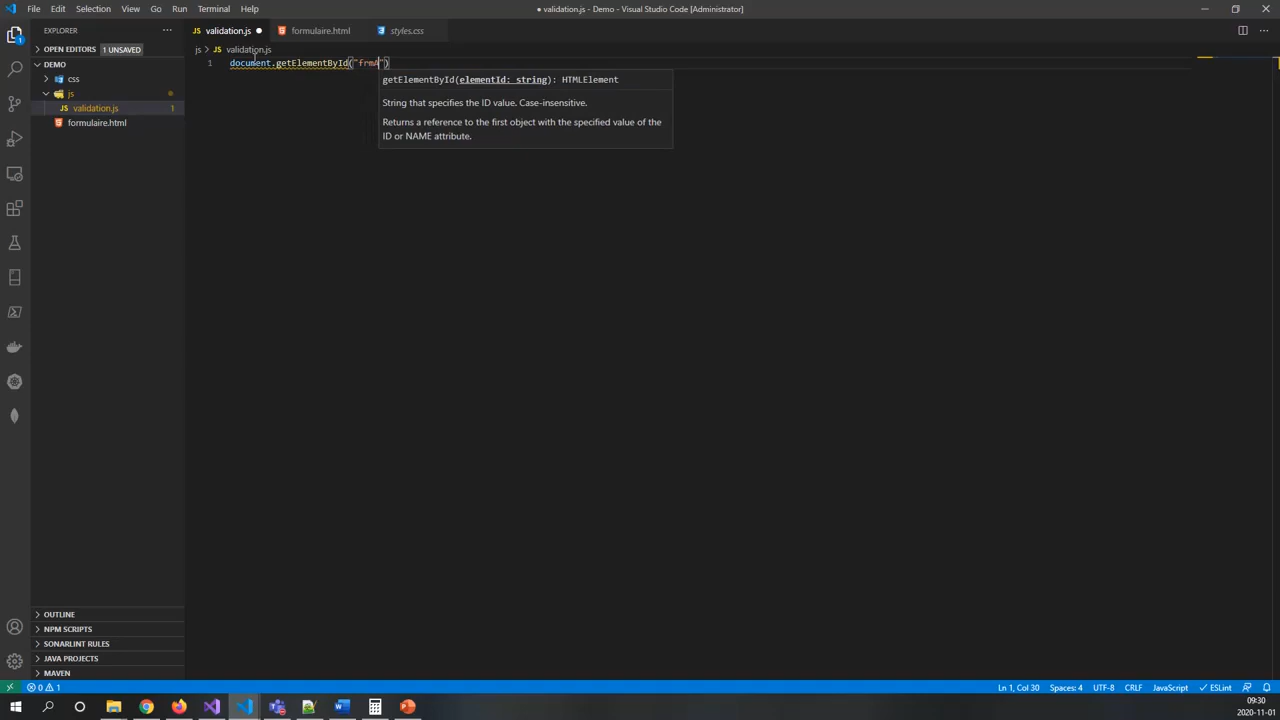 File Edit Selection View Go Run Terminal Help
● validation.js - Demo - Visual Studio Code [Administrator]
EXPLORER
OPEN EDITORS 1 UNSAVED
DEMO
css
js
JS validation.js 1
formulaire.html
OUTLINE
NPM SCRIPTS
SONARLINT RULES
JAVA PROJECTS
MAVEN
JS validation.js ● formulaire.html styles.css
js > JS validation.js
1 document.getElementById("frmA")
getElementById(elementId: string): HTMLElement
String that specifies the ID value. Case-insensitive.
Returns a reference to the first object with the specified value of the
ID or NAME attribute.
0 1 Ln 1, Col 30 Spaces: 4 UTF-8 CRLF JavaScript ESLint
09:30
2020-11-01